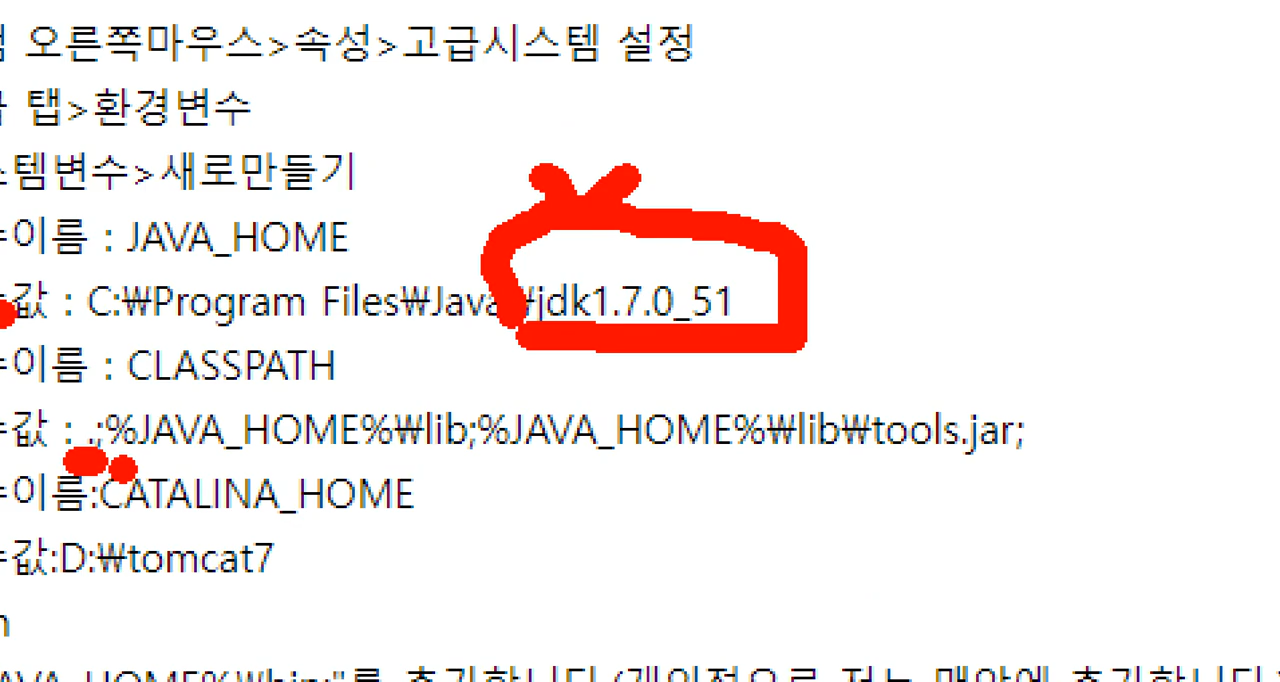 오른쪽마우스>속성>고급시스템 설정
탭>환경변수
스템변수>새로만들기
이름 : JAVA_HOME
값 : C:₩Program Files₩Java₩jdk1.7.0_51
이름 : CLASSPATH
값 : .;%JAVA_HOME%₩lib;%JAVA_HOME%₩lib₩tools.jar;
이름:CATALINA_HOME
값:D:₩tomcat7